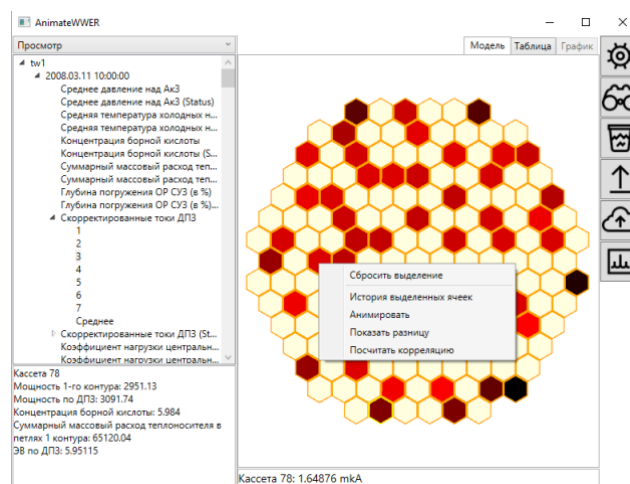 AnimateWWER
Просмотр
Модель Таблица График
tw1
2008.03.11 10:00:00
Среднее давление над Ак3
Среднее давление над Ак3 (Status)
Средняя температура холодных н...
Средняя температура холодных н...
Концентрация борной кислоты
Концентрация борной кислоты (S...
Суммарный массовый расход теп...
Суммарный массовый расход теп...
Глубина погружения ОР СУЗ (в %)
Глубина погружения ОР СУЗ (в %)...
Скорректированные токи ДПЗ
1
2
3
4
5
6
7
Среднее
Скорректированные токи ДПЗ (St...
Коэффициент нагрузки центральн...
Коэффициент нагрузки центральн...
Сбросить выделение
История выделенных ячеек
Анимировать
Показать разницу
Посчитать корреляцию
Кассета 78
Мощность 1-го контура: 2951.13
Мощность по ДПЗ: 3091.74
Концентрация борной кислоты: 5.984
Суммарный массовый расход теплоносителя в
петлях 1 контура: 65120.04
ЭВ по ДПЗ: 5.95115
Кассета 78: 1.64876 mkA